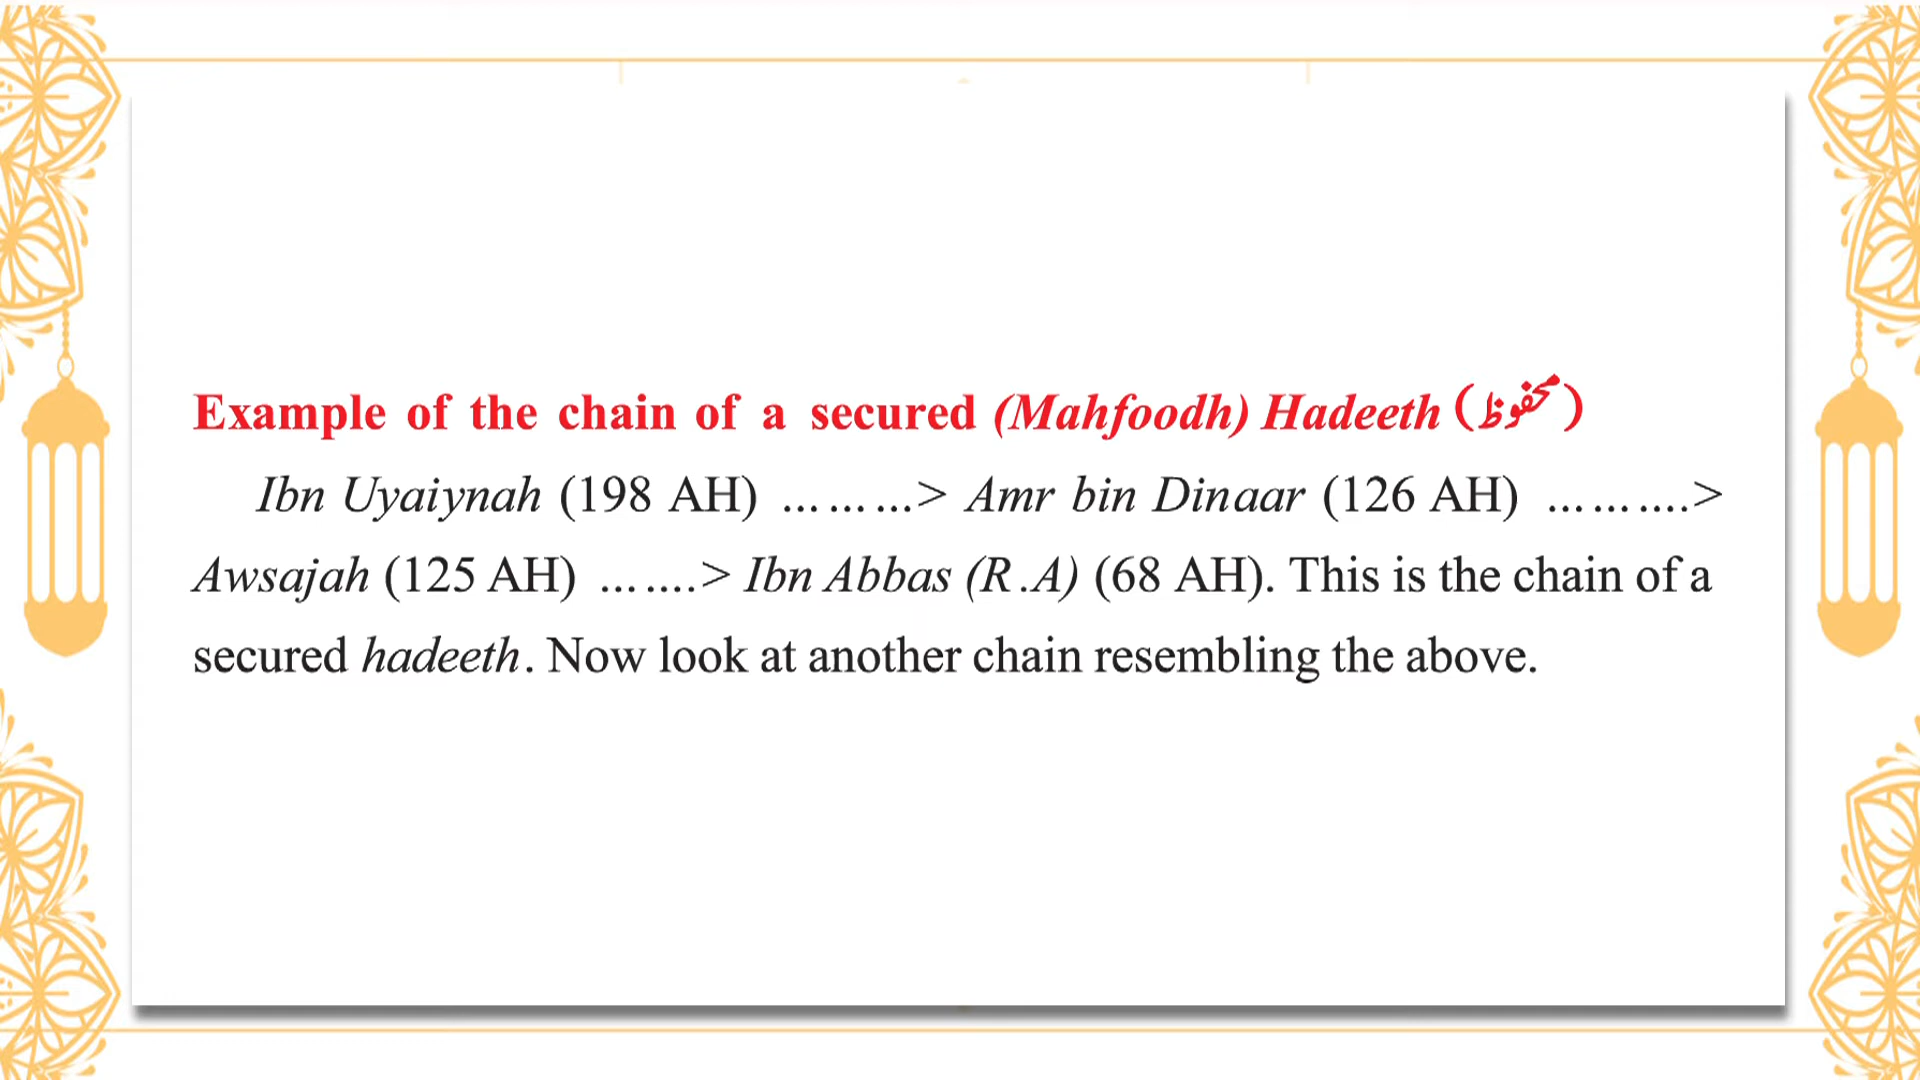 Example of the chain of a secured (Mahfoodh) Hadeeth (محفوظ)
Ibn Uyaiynah (198 AH) .........> Amr bin Dinaar (126 AH) ..........>
Awsajah (125 AH) .......> Ibn Abbas (R.A) (68 AH). This is the chain of a
secured hadeeth. Now look at another chain resembling the above.